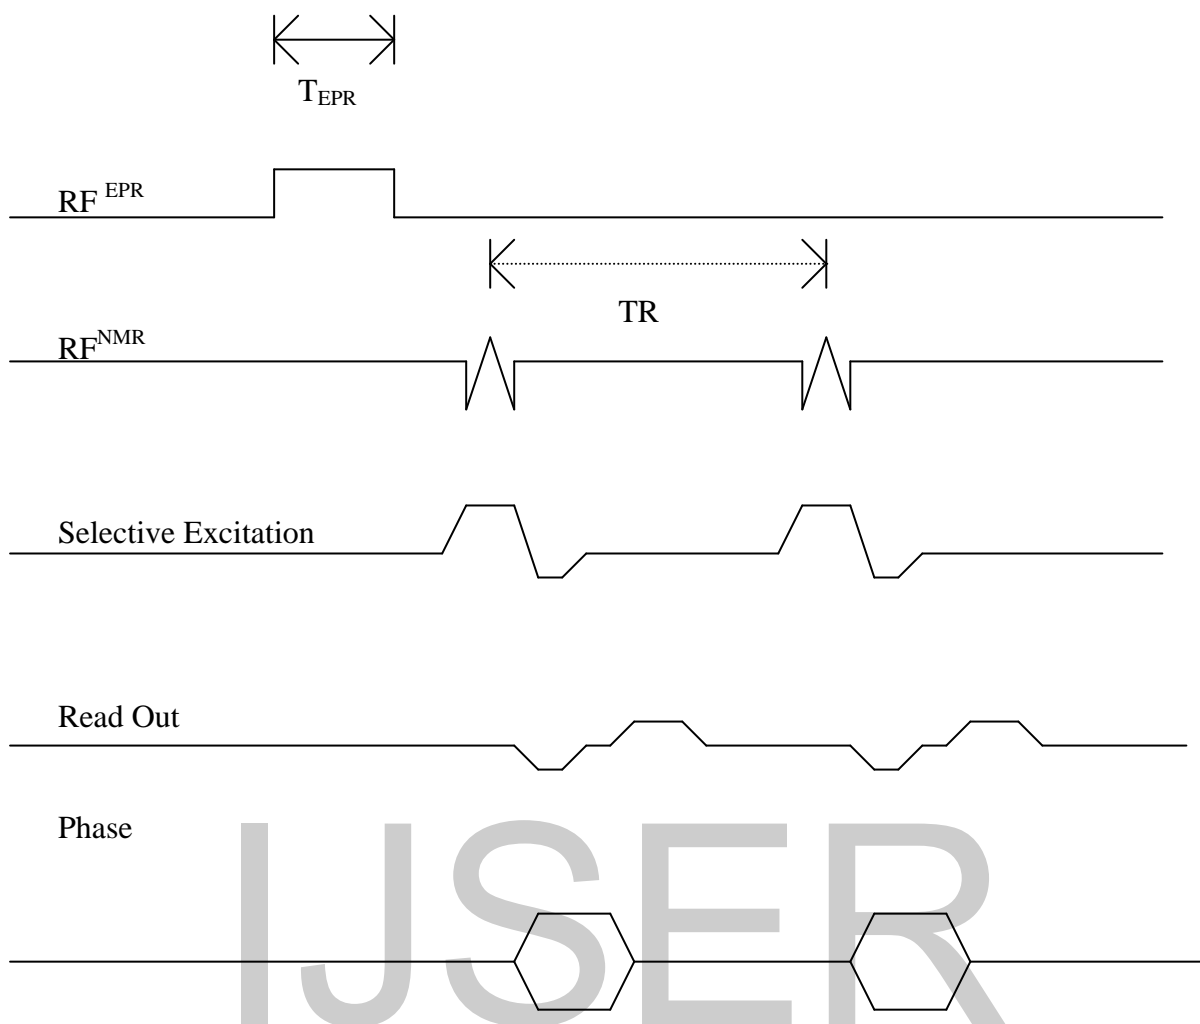 T_EPR
RF^EPR
TR
RF^NMR
Selective Excitation
Read Out
Phase
IJSER